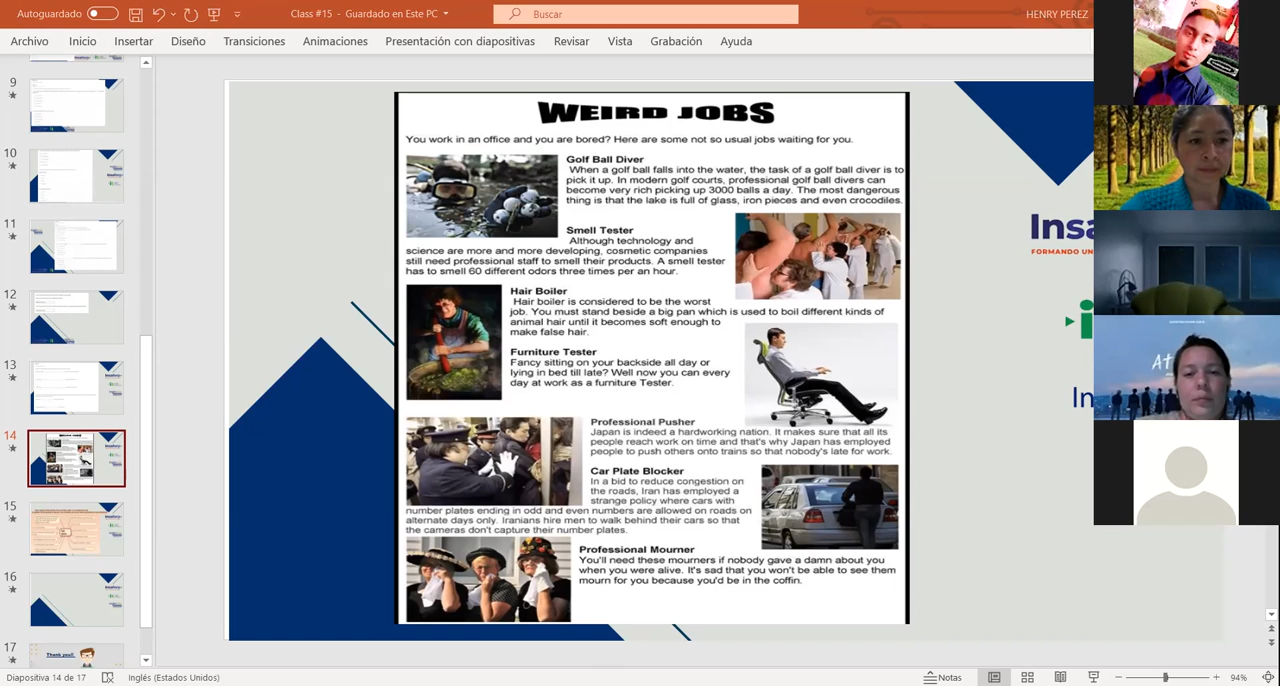 Autoguardado
Class #15 - Guardado en Este PC
Buscar
HENRY PEREZ
Archivo Inicio Insertar Diseño Transiciones Animaciones Presentación con diapositivas Revisar Vista Grabación Ayuda
9
10
11
12
13
14
15
16
17
Thank you!!
WEIRD JOBS
You work in an office and you are bored? Here are some not so usual jobs waiting for you.
Golf Ball Diver
When a golf ball falls into the water, the task of a golf ball diver is to
pick it up. In modern golf courts, professional golf ball divers can
become very rich picking up 3000 balls a day. The most dangerous
thing is that the lake is full of glass, iron pieces and even crocodiles.
Smell Tester
Although technology and
science are more and more developing, cosmetic companies
still need professional staff to smell their products. A smell tester
has to smell 60 different odors three times per an hour.
Hair Boiler
Hair boiler is considered to be the worst
job. You must stand beside a big pan which is used to boil different kinds of
animal hair until it becomes soft enough to
make false hair.
Furniture Tester
Fancy sitting on your backside all day or
lying in bed till late? Well now you can every
day at work as a furniture Tester.
Professional Pusher
Japan is indeed a hardworking nation. It makes sure that all its
people reach work on time and that's why Japan has employed
people to push others onto trains so that nobody's late for work.
Car Plate Blocker
In a bid to reduce congestion on
the roads, Iran has employed a
strange policy where cars with
number plates ending in odd and even numbers are allowed on roads on
alternate days only. Iranians hire men to walk behind their cars so that
the cameras don't capture their number plates.
Professional Mourner
You'll need these mourners if nobody gave a damn about you
when you were alive. It's sad that you won't be able to see them
mourn for you because you'd be in the coffin.
Insa
FORMANDO UN
i
In
AT
Diapositiva 14 de 17
Inglés (Estados Unidos)
Notas
94%